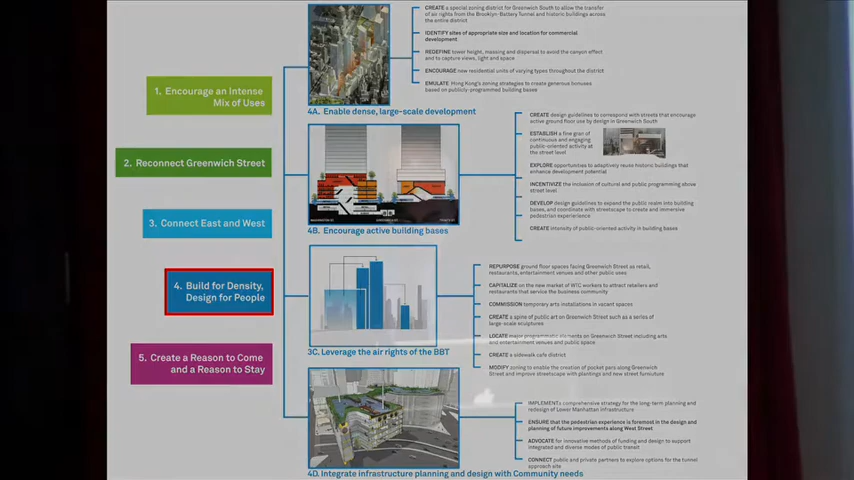 1. Encourage an Intense
Mix of Uses
2. Reconnect Greenwich Street
3. Connect East and West
4. Build for Density,
Design for People
5. Create a Reason to Come
and a Reason to Stay
4A. Enable dense, large-scale development
CREATE a special zoning district for Greenwich South to allow the transfer
of air rights from the Brooklyn-Battery Tunnel and historic buildings across
the entire district
IDENTIFY sites of appropriate size and location for commercial
development
REDEFINE tower height, massing and dispersal to avoid the canyon effect
and to capture views, light and space
ENCOURAGE new residential units of varying types throughout the district
EMULATE Hong Kong's zoning strategies to create generous bonuses
based on publicly-programmed building bases
4B. Encourage active building bases
CREATE design guidelines to correspond with streets that encourage
active ground floor use by design in Greenwich South
ESTABLISH a fine grain of
continuous and engaging
public-oriented activity at
the street level
EXPLORE opportunities to adaptively reuse historic buildings that
enhance development potential
INCENTIVIZE the inclusion of cultural and public programming above
street level
DEVELOP design guidelines to expand the public realm into building
bases, and coordinate with streetscape to create and immersive
pedestrian experierance
CREATE intensity of public-oriented activity in building bases
3C. Leverage the air rights of the BBT
REPURPOSE ground floor spaces facing Greenwich Street as retail,
restaurants, entertainment venues and other public uses
CAPITALIZE on the new market of WTC workers to attract retailers and
restaurants that service the business community
COMMISSION temporary arts installations in vacant spaces
CREATE a spine of public art on Greenwich Street such as a series of
large-scale sculptures
LOCATE major programmatic elements on Greenwich Street including arts
and entertainment venues and public space
CREATE a sidewalk cafe district
MODIFY zoning to enable the creation of pocket pars along Greenwich
Street and improve streetscape with plantings and new street furniuture
4D. Integrate infrastructure planning and design with Community needs
IMPLEMENT a comprehensive strategy for the long-term planning and
redesign of Lower Manhattan infrastructure
ENSURE that the pedestrian experience is foremost in the design and
planning of future improvements along West Street
ADVOCATE for innovative methods of funding and design to support
integrated and diverse modes of public transit
CONNECT public and private partners to explore options for the tunnel
approach site